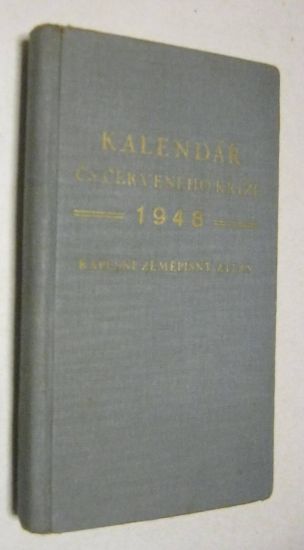 KALENDÁŘ
ČS. ČERVENÉHO KŘÍŽE
1948
KAPESNÍ ZEMĚPISNÝ ATLAS